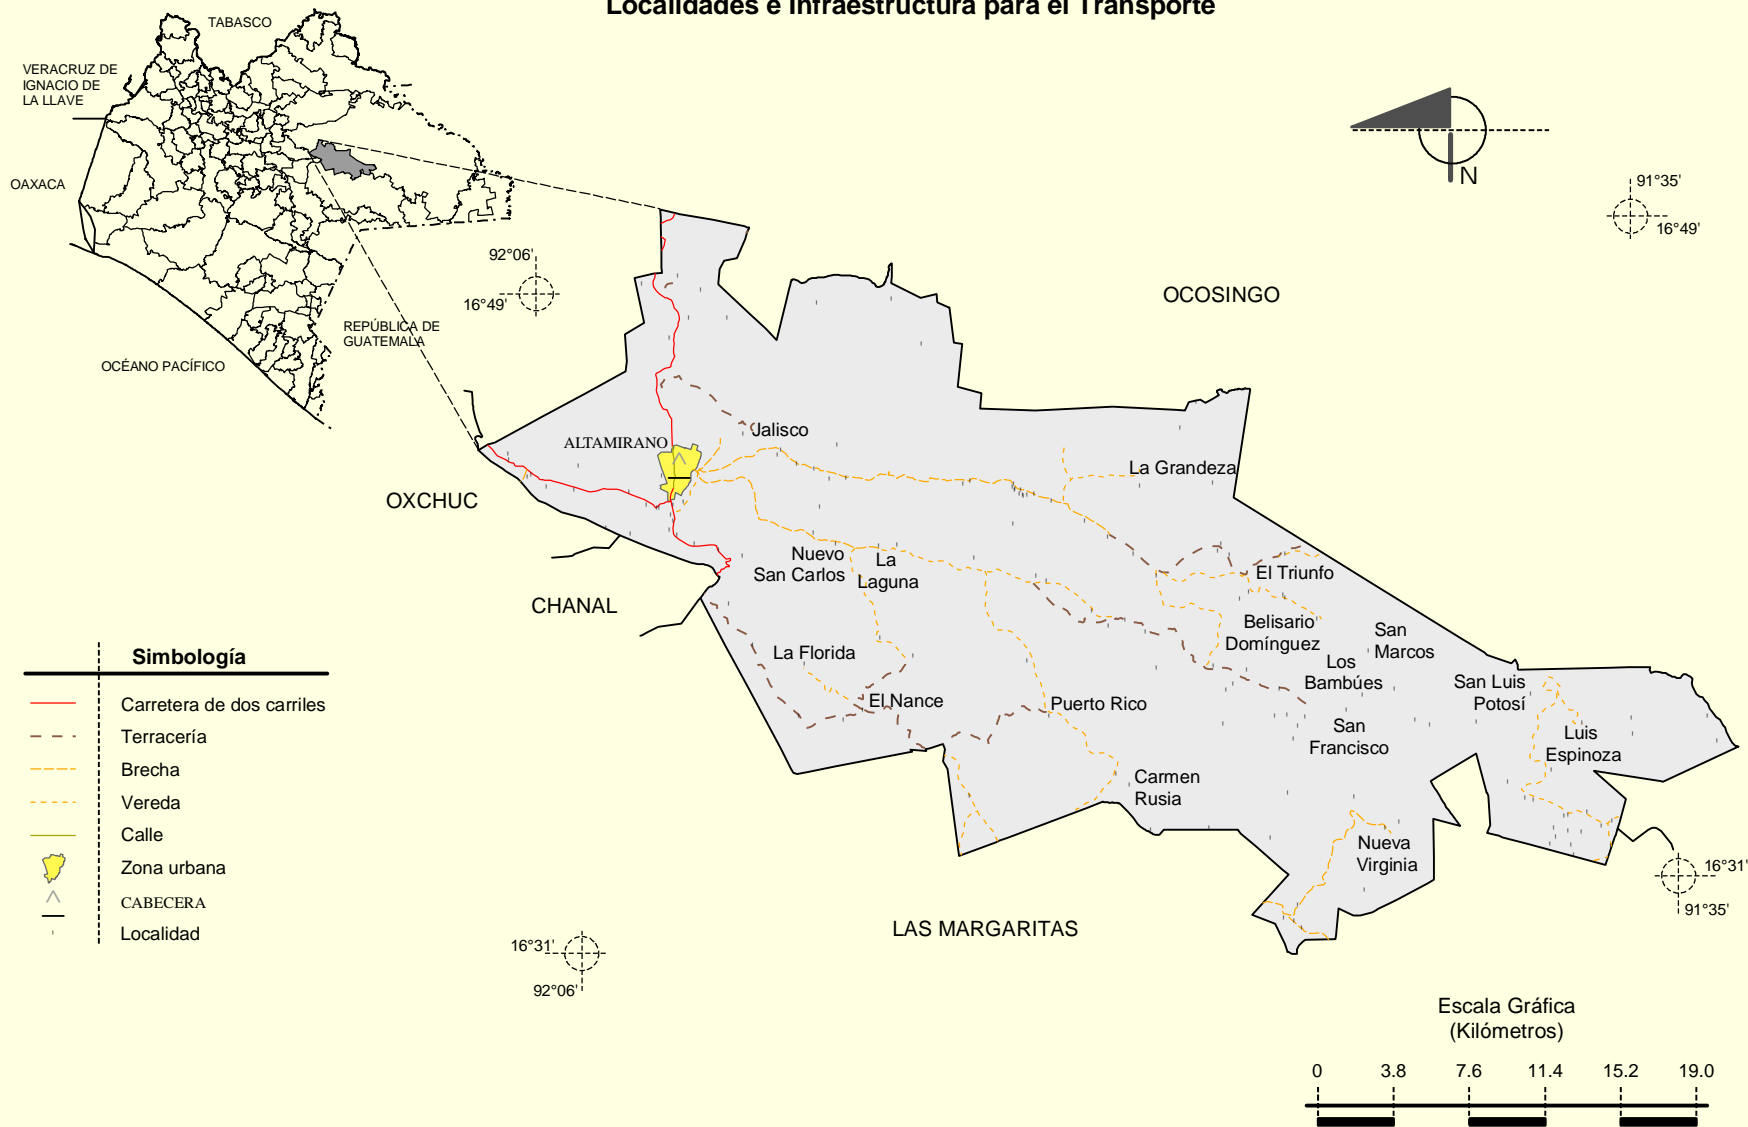 Localidades e Infraestructura para el Transporte
TABASCO
VERACRUZ DE
IGNACIO DE
LA LLAVE
OAXACA
REPÚBLICA DE
GUATEMALA
OCÉANO PACÍFICO
N
92°06'
16°49'
91°35'
16°49'
OCOSINGO
ALTAMIRANO
Jalisco
La Grandeza
OXCHUC
Nuevo
San Carlos
La
Laguna
El Triunfo
CHANAL
Belisario
Domínguez
San
Marcos
La Florida
Los
Bambúes
San Luis
Potosí
El Nance
Puerto Rico
San
Francisco
Luis
Espinoza
Carmen
Rusia
Nueva
Virginia
LAS MARGARITAS
16°31'
92°06'
16°31'
91°35'
Simbología
Carretera de dos carriles
Terracería
Brecha
Vereda
Calle
Zona urbana
CABECERA
Localidad
Escala Gráfica
(Kilómetros)
0 3.8 7.6 11.4 15.2 19.0